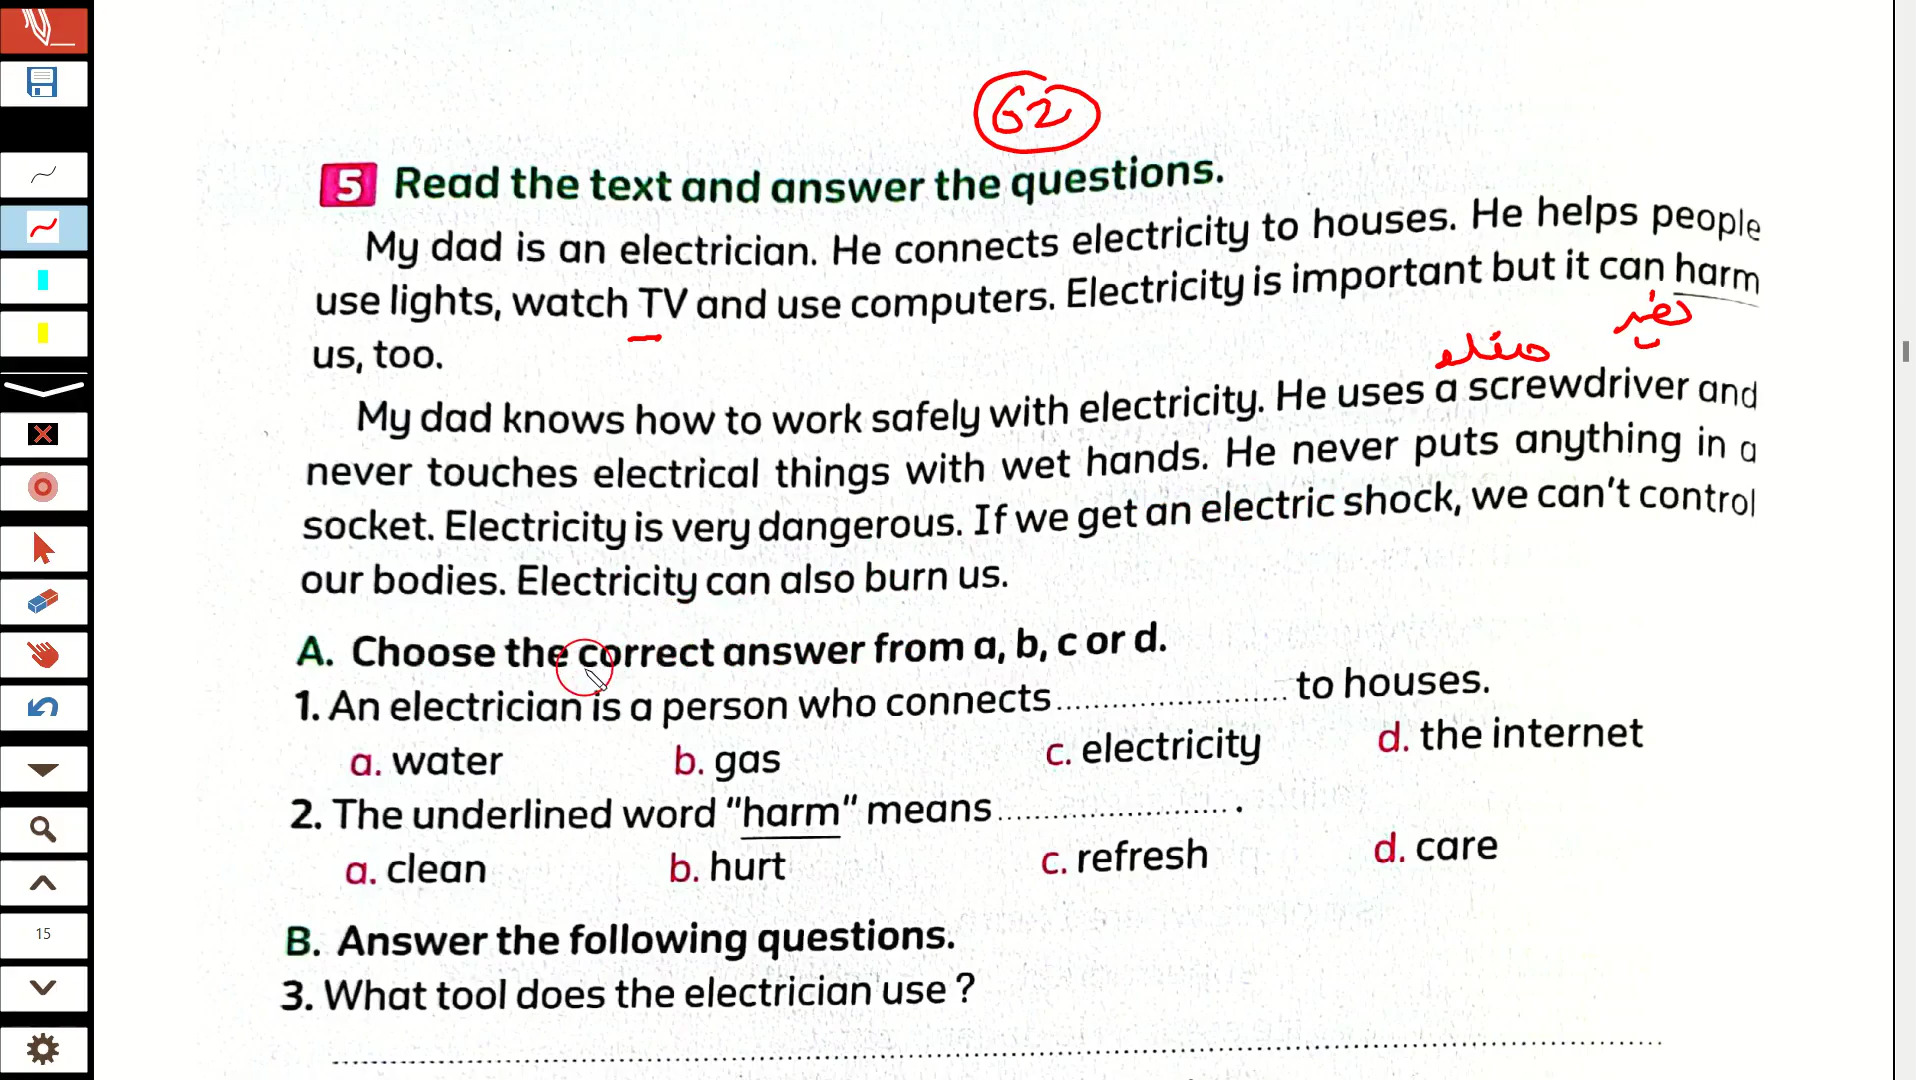 62
5 Read the text and answer the questions.
My dad is an electrician. He connects electricity to houses. He helps people
use lights, watch TV and use computers. Electricity is important but it can harm
us, too.
تضر
مفك
My dad knows how to work safely with electricity. He uses a screwdriver and
never touches electrical things with wet hands. He never puts anything in a
socket. Electricity is very dangerous. If we get an electric shock, we can't control
our bodies. Electricity can also burn us.
A. Choose the correct answer from a, b, c or d.
1. An electrician is a person who connects ........................ to houses.
a. water b. gas c. electricity d. the internet
2. The underlined word "harm" means ........................ .
a. clean b. hurt c. refresh d. care
B. Answer the following questions.
3. What tool does the electrician use ?
15